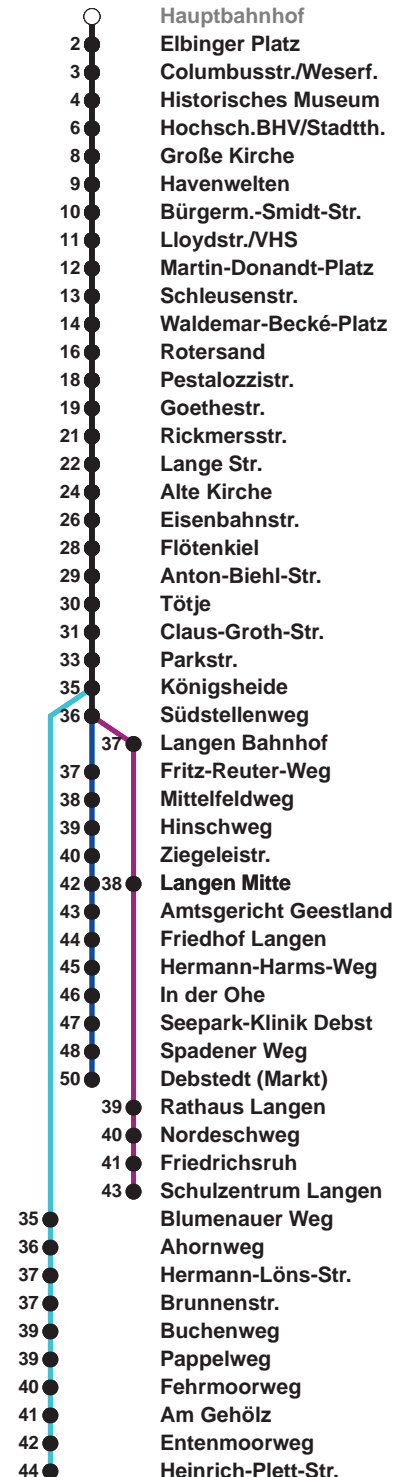 Hauptbahnhof
2 Elbinger Platz
3 Columbusstr./Weserf.
4 Historisches Museum
6 Hochsch.BHV/Stadtth.
8 Große Kirche
9 Havenwelten
10 Bürgerm.-Smidt-Str.
11 Lloydstr./VHS
12 Martin-Donandt-Platz
13 Schleusenstr.
14 Waldemar-Becké-Platz
16 Rotersand
18 Pestalozzistr.
19 Goethestr.
21 Rickmersstr.
22 Lange Str.
24 Alte Kirche
26 Eisenbahnstr.
28 Flötenkiel
29 Anton-Biehl-Str.
30 Tötje
31 Claus-Groth-Str.
33 Parkstr.
35 Königsheide
36 Südstellenweg
37 Langen Bahnhof
37 Fritz-Reuter-Weg
38 Mittelfeldweg
39 Hinschweg
40 Ziegeleistr.
42 38 Langen Mitte
43 Amtsgericht Geestland
44 Friedhof Langen
45 Hermann-Harms-Weg
46 In der Ohe
47 Seepark-Klinik Debst
48 Spadener Weg
50 Debstedt (Markt)
39 Rathaus Langen
40 Nordeschweg
41 Friedrichsruh
43 Schulzentrum Langen
35 Blumenauer Weg
36 Ahornweg
37 Hermann-Löns-Str.
37 Brunnenstr.
39 Buchenweg
39 Pappelweg
40 Fehrmoorweg
41 Am Gehölz
42 Entenmoorweg
44 Heinrich-Plett-Str.